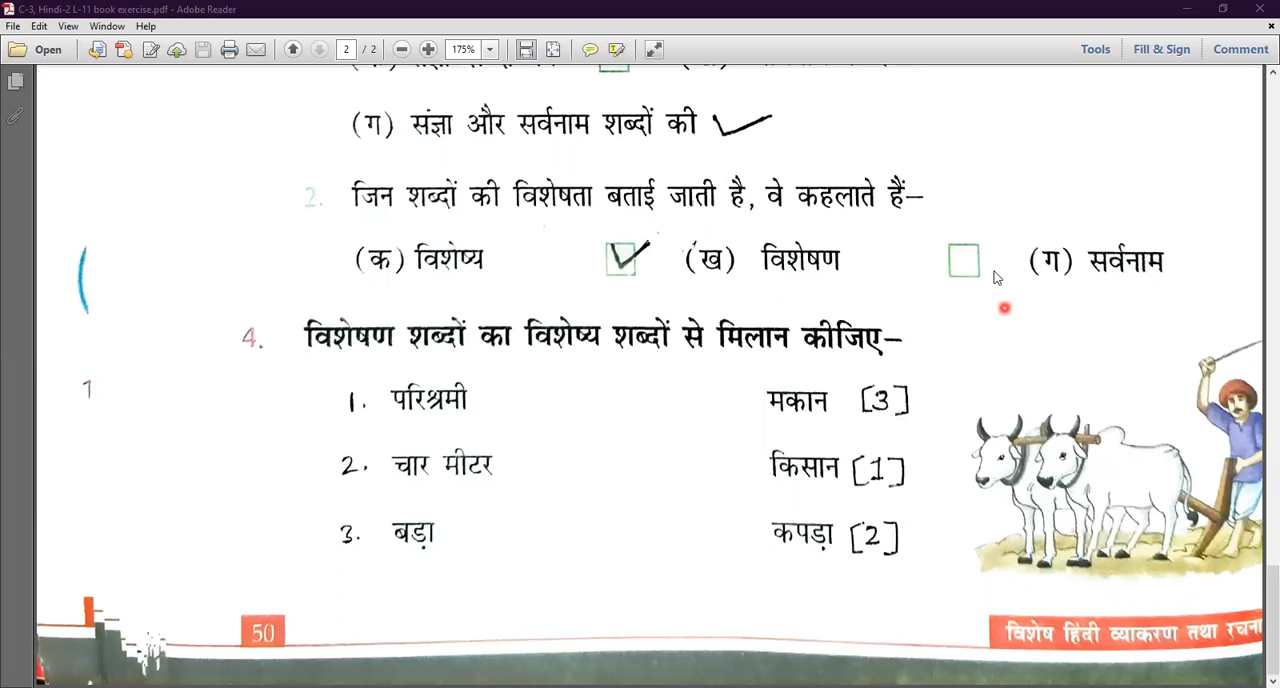 C-3, Hindi-2 L-11 book exercise.pdf - Adobe Reader
File Edit View Window Help
Open 2 / 2 175% Tools Fill & Sign Comment
(ग) संज्ञा और सर्वनाम शब्दों की
2. जिन शब्दों की विशेषता बताई जाती है, वे कहलाते हैं–
(क) विशेष्य (ख) विशेषण (ग) सर्वनाम
4. विशेषण शब्दों का विशेष्य शब्दों से मिलान कीजिए–
1. परिश्रमी मकान [3]
2. चार मीटर किसान [1]
3. बड़ा कपड़ा [2]
50
विशेष हिंदी व्याकरण तथा रचना